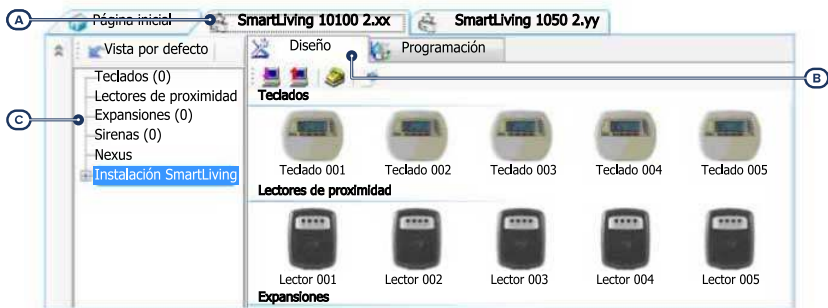 A
Página inicial
SmartLiving 10100 2.xx
SmartLiving 1050 2.yy
Vista por defecto
Diseño
Programación
B
Teclados (0)
Lectores de proximidad
C
Expansiones (0)
Sirenas (0)
Nexus
Instalación SmartLiving
Teclados
Teclado 001
Teclado 002
Teclado 003
Teclado 004
Teclado 005
Lectores de proximidad
Lector 001
Lector 002
Lector 003
Lector 004
Lector 005
Expansiones